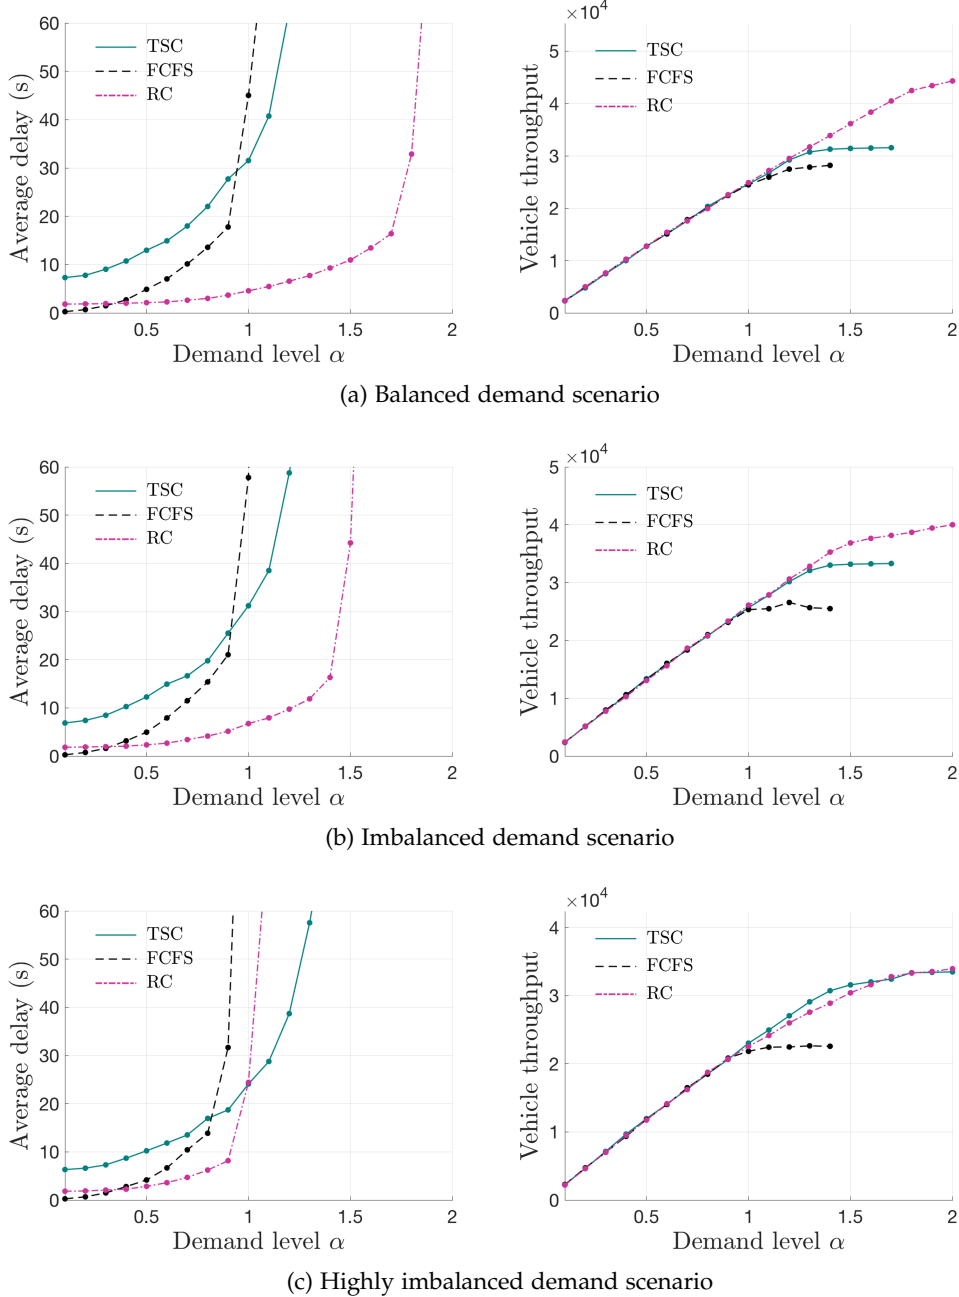 60
50
40
30
20
10
0
Average delay (s)
TSC
FCFS
RC
0.5
1
1.5
2
Demand level α
×10⁴
5
4
3
2
1
0
Vehicle throughput
TSC
FCFS
RC
0.5
1
1.5
2
Demand level α
(a) Balanced demand scenario
60
50
40
30
20
10
0
Average delay (s)
TSC
FCFS
RC
0.5
1
1.5
2
Demand level α
×10⁴
5
4
3
2
1
0
Vehicle throughput
TSC
FCFS
RC
0.5
1
1.5
2
Demand level α
(b) Imbalanced demand scenario
60
50
40
30
20
10
0
Average delay (s)
TSC
FCFS
RC
0.5
1
1.5
2
Demand level α
×10⁴
4
3
2
1
0
Vehicle throughput
TSC
FCFS
RC
0.5
1
1.5
2
Demand level α
(c) Highly imbalanced demand scenario